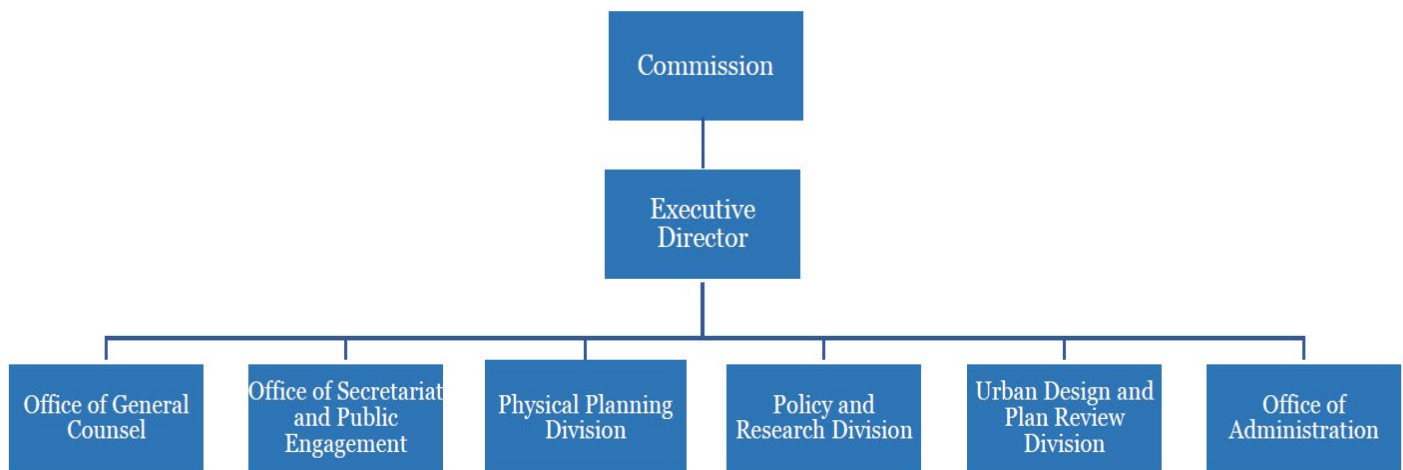 Commission
Executive
Director
Office of General
Counsel
Office of Secretariat
and Public
Engagement
Physical Planning
Division
Policy and
Research Division
Urban Design and
Plan Review
Division
Office of
Administration